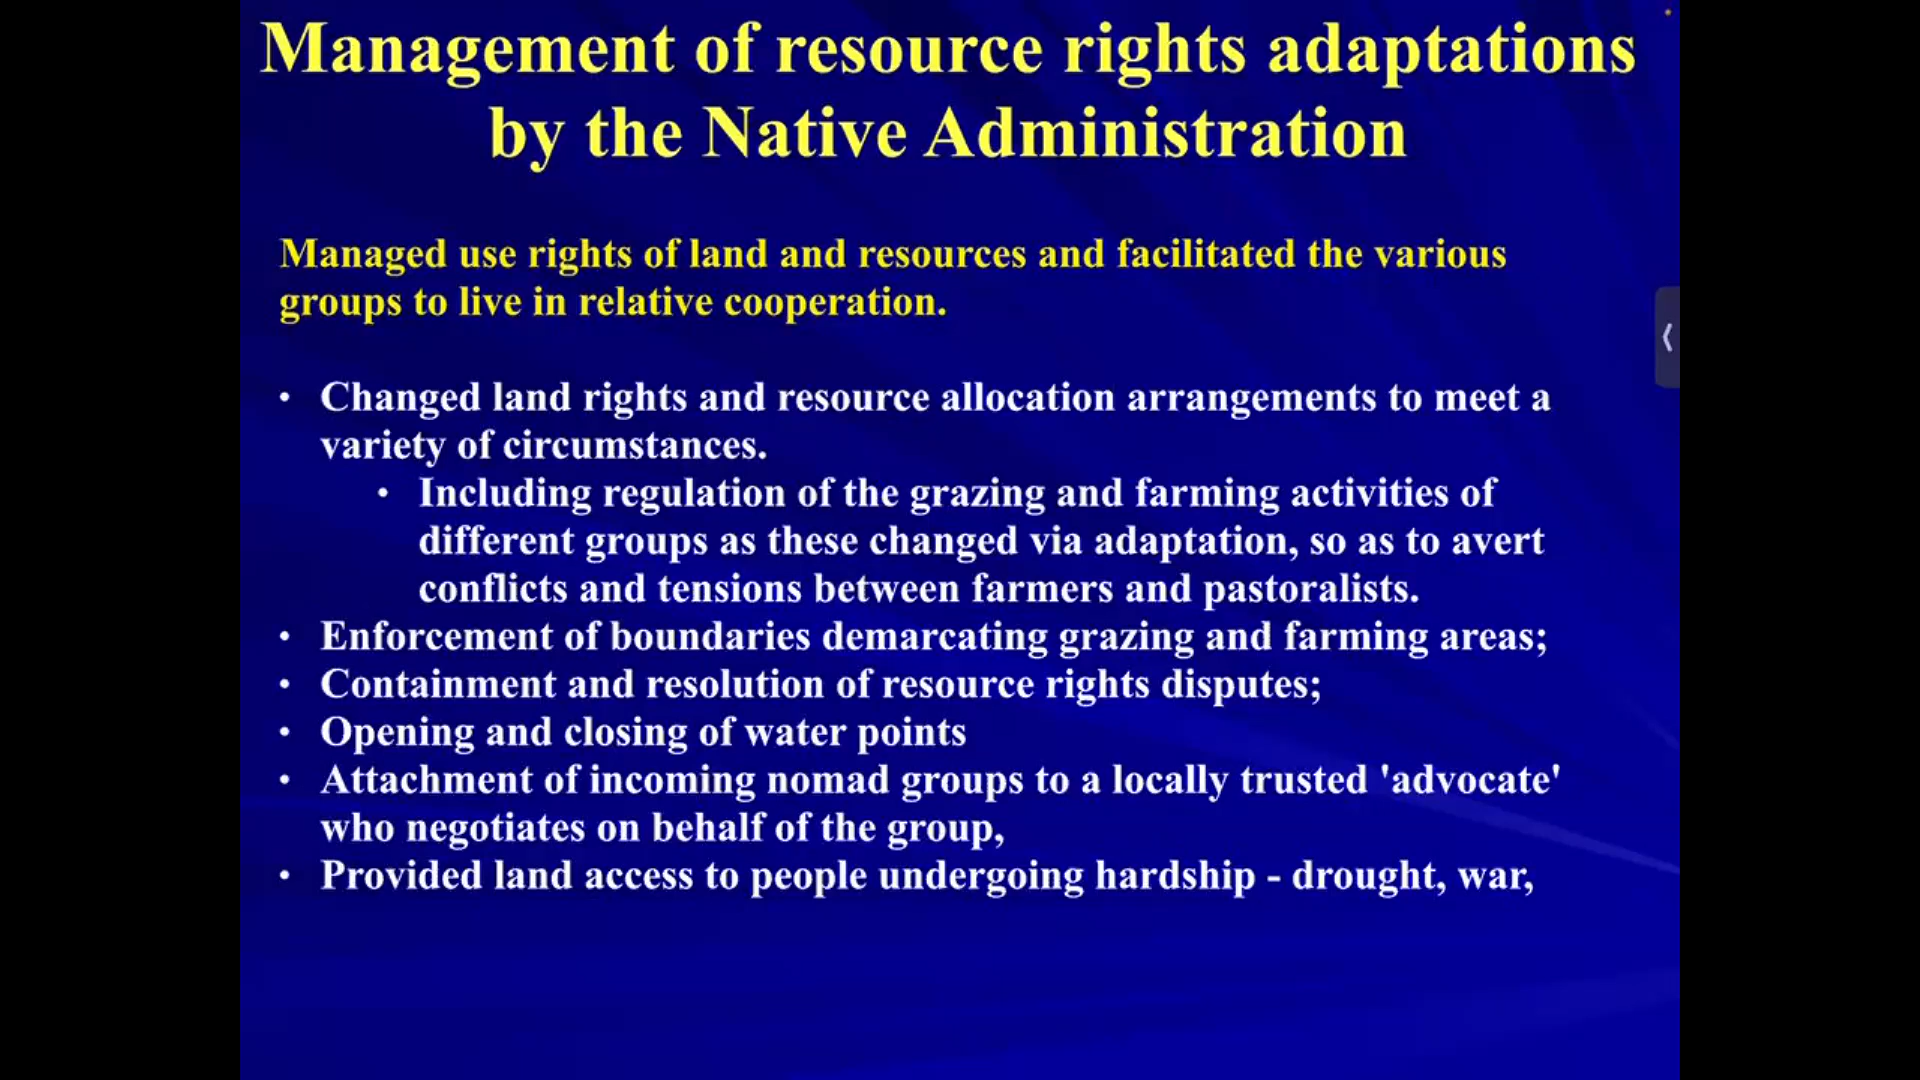 Management of resource rights adaptations
by the Native Administration
Managed use rights of land and resources and facilitated the various
groups to live in relative cooperation.
• Changed land rights and resource allocation arrangements to meet a
variety of circumstances.
• Including regulation of the grazing and farming activities of
different groups as these changed via adaptation, so as to avert
conflicts and tensions between farmers and pastoralists.
• Enforcement of boundaries demarcating grazing and farming areas;
• Containment and resolution of resource rights disputes;
• Opening and closing of water points
• Attachment of incoming nomad groups to a locally trusted 'advocate'
who negotiates on behalf of the group,
• Provided land access to people undergoing hardship - drought, war,